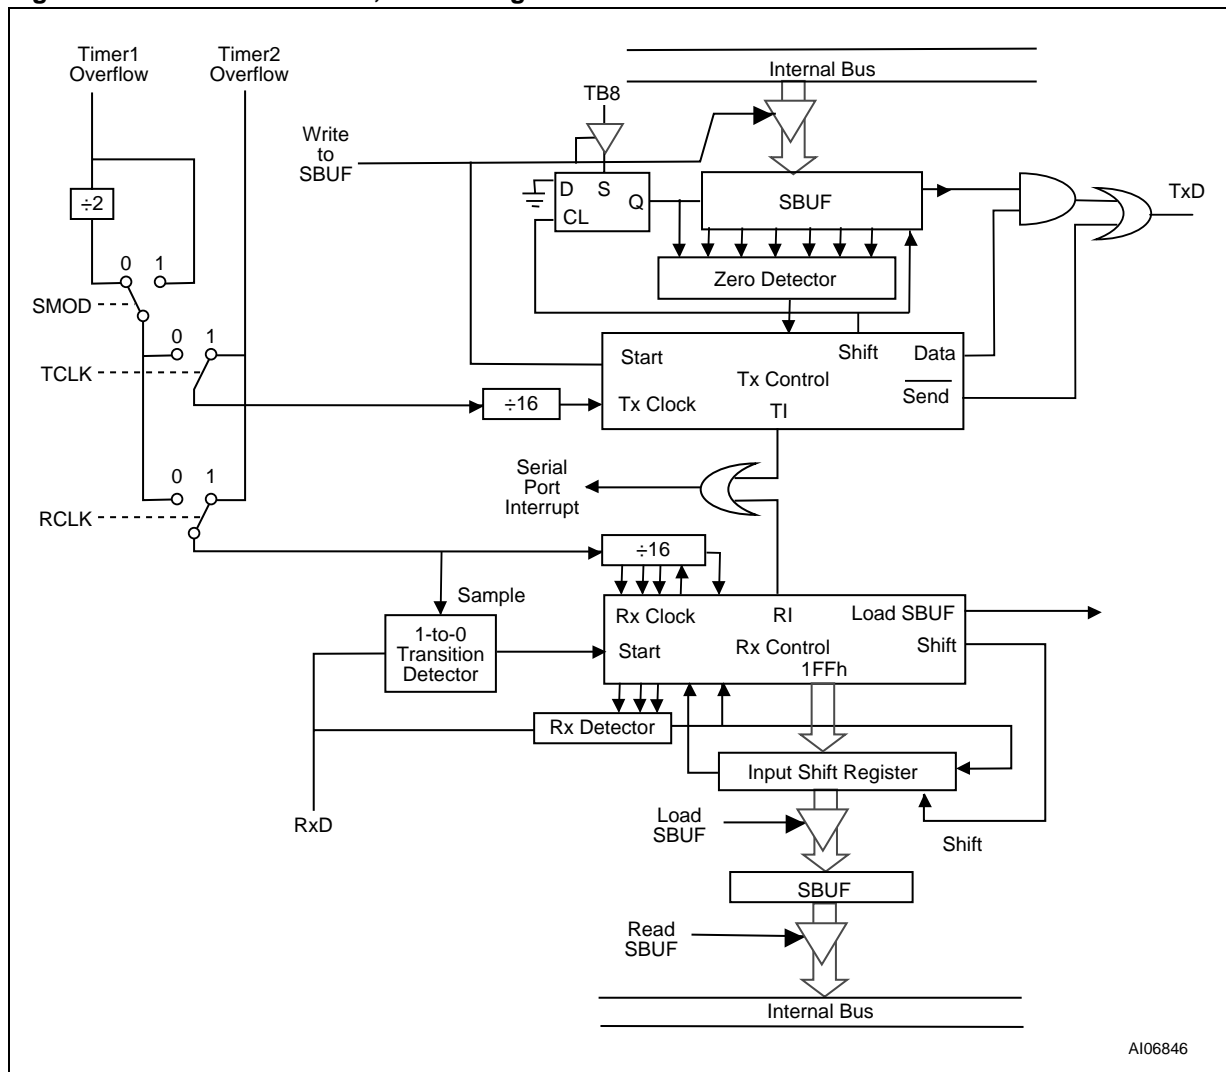 Timer1
Overflow
Timer2
Overflow
Internal Bus
TB8
Write
to
SBUF
D S
Q
CL
SBUF
TxD
÷2
Zero Detector
0 1
SMOD
0 1
TCLK
Start
Shift
Data
Tx Control
Send
÷16
Tx Clock
TI
Serial
Port
Interrupt
0 1
RCLK
÷16
Sample
Rx Clock
RI
Load SBUF
1-to-0
Transition
Detector
Start
Rx Control
Shift
1FFh
Rx Detector
Input Shift Register
RxD
Load
SBUF
Shift
SBUF
Read
SBUF
Internal Bus
AI06846